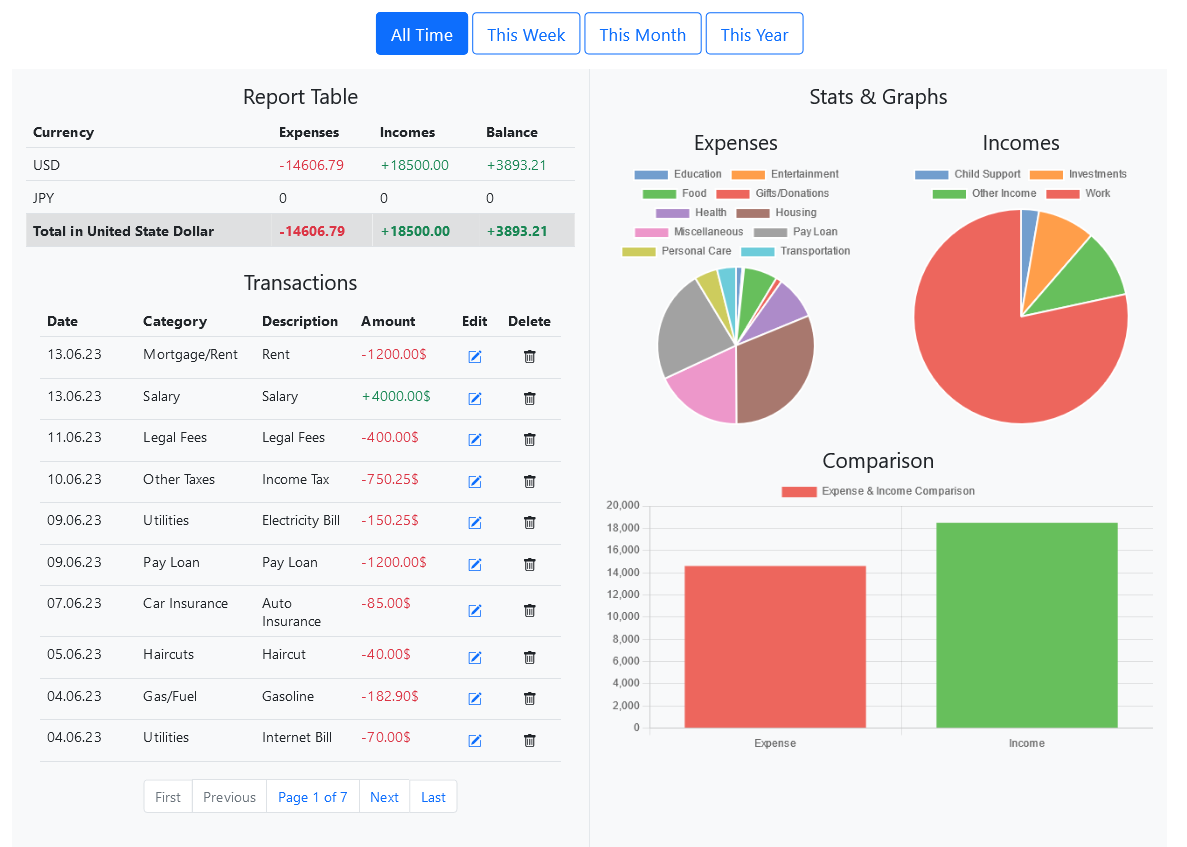 All Time This Week This Month This Year
Report Table
Currency Expenses Incomes Balance
USD -14606.79 +18500.00 +3893.21
JPY 0 0 0
Total in United State Dollar -14606.79 +18500.00 +3893.21
Transactions
Date Category Description Amount Edit Delete
13.06.23 Mortgage/Rent Rent -1200.00$
13.06.23 Salary Salary +4000.00$
11.06.23 Legal Fees Legal Fees -400.00$
10.06.23 Other Taxes Income Tax -750.25$
09.06.23 Utilities Electricity Bill -150.25$
09.06.23 Pay Loan Pay Loan -1200.00$
07.06.23 Car Insurance Auto -85.00$
Insurance
05.06.23 Haircuts Haircut -40.00$
04.06.23 Gas/Fuel Gasoline -182.90$
04.06.23 Utilities Internet Bill -70.00$
First Previous Page 1 of 7 Next Last
Stats & Graphs
Expenses
Education Entertainment
Food Gifts/Donations
Health Housing
Miscellaneous Pay Loan
Personal Care Transportation
Incomes
Child Support Investments
Other Income Work
Comparison
Expense & Income Comparison
20,000
18,000
16,000
14,000
12,000
10,000
8,000
6,000
4,000
2,000
0
Expense Income